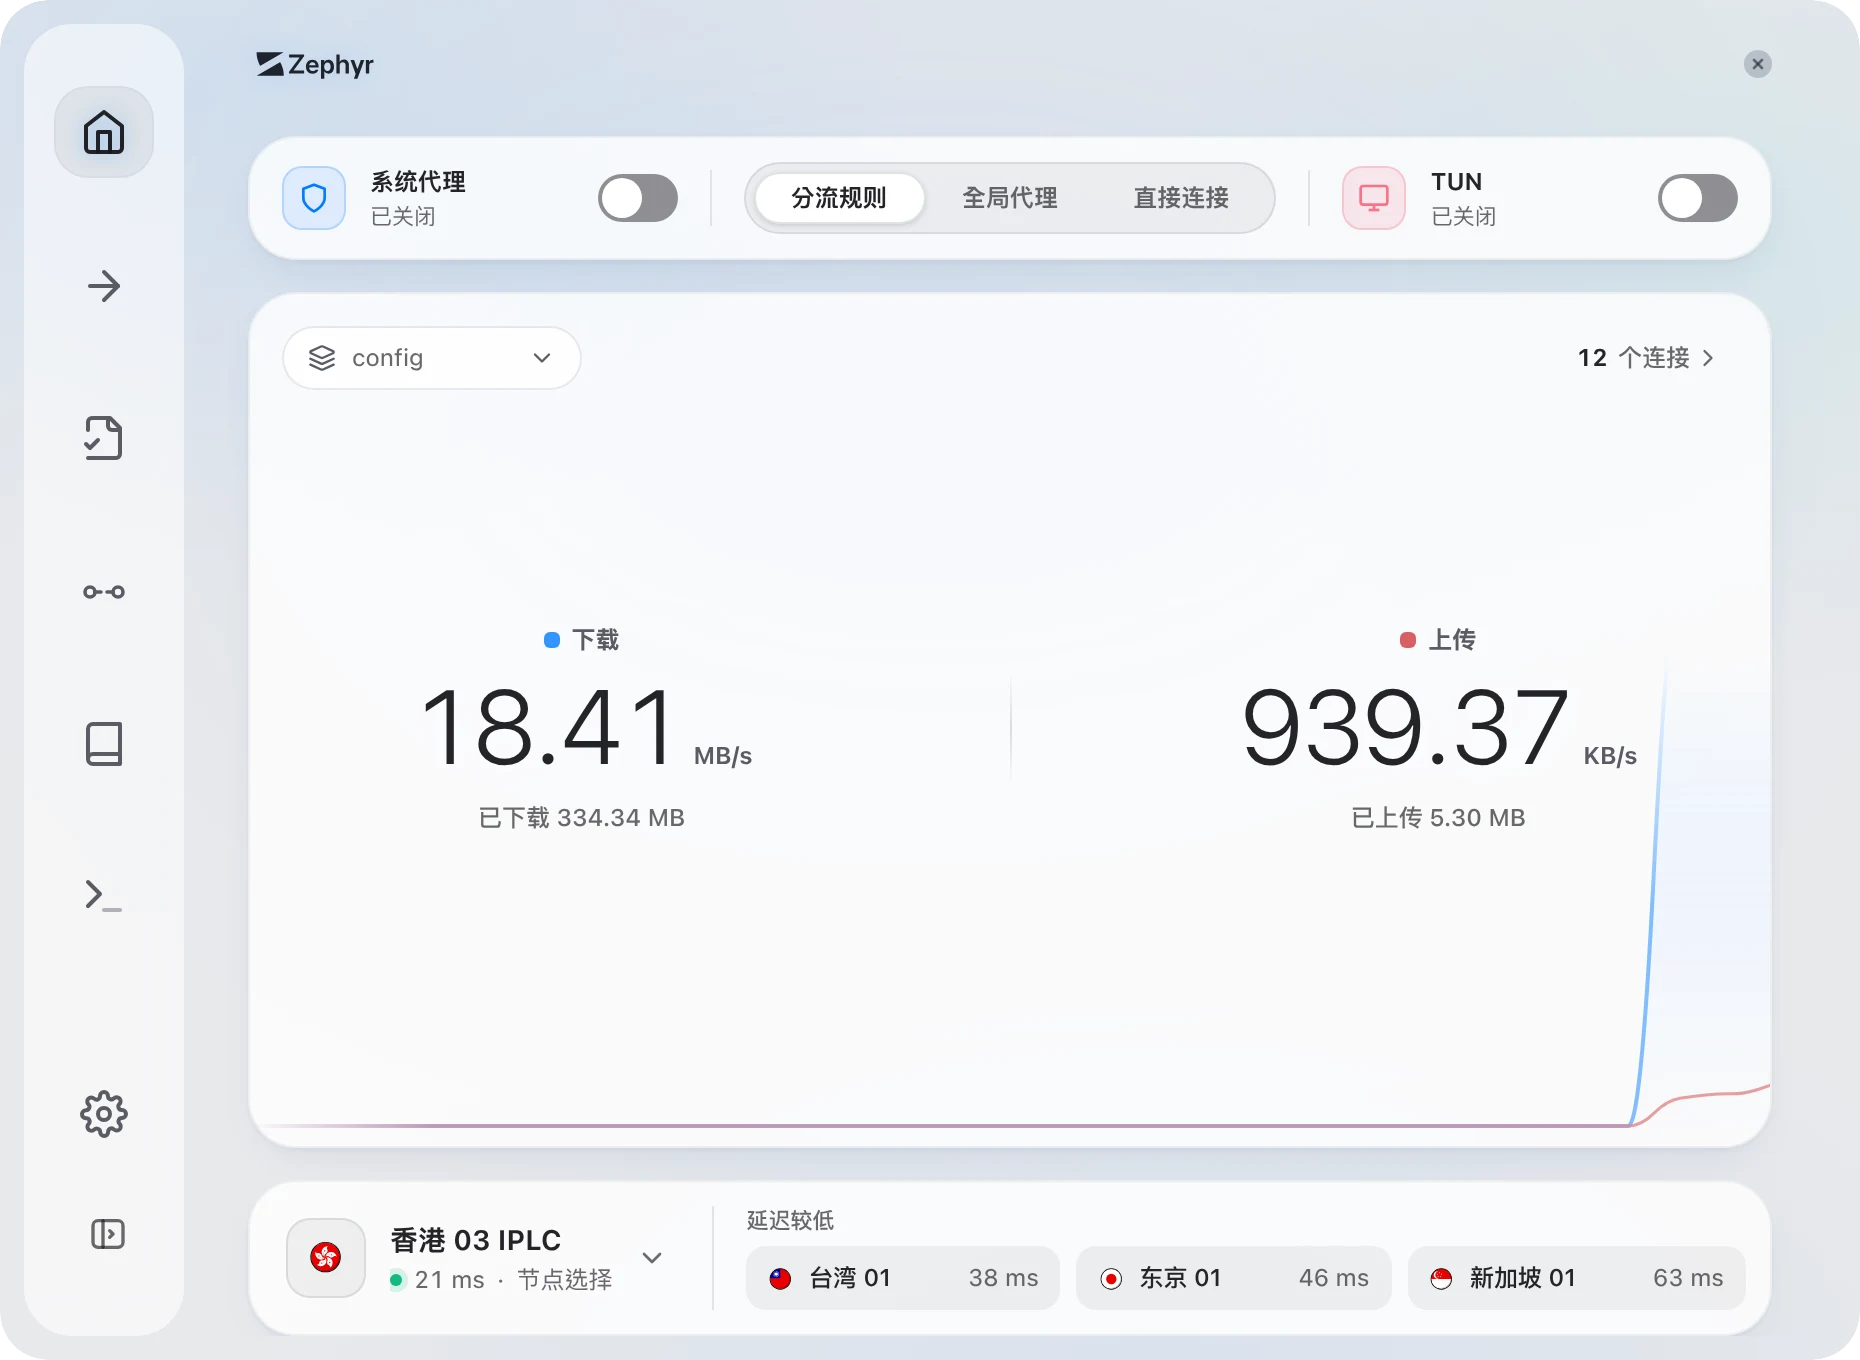 Zephyr
系统代理
已关闭
分流规则
全局代理
直接连接
TUN
已关闭
config
12 个连接
下载
18.41 MB/s
已下载 334.34 MB
上传
939.37 KB/s
已上传 5.30 MB
香港 03 IPLC
21 ms · 节点选择
延迟较低
台湾 01 38 ms
东京 01 46 ms
新加坡 01 63 ms